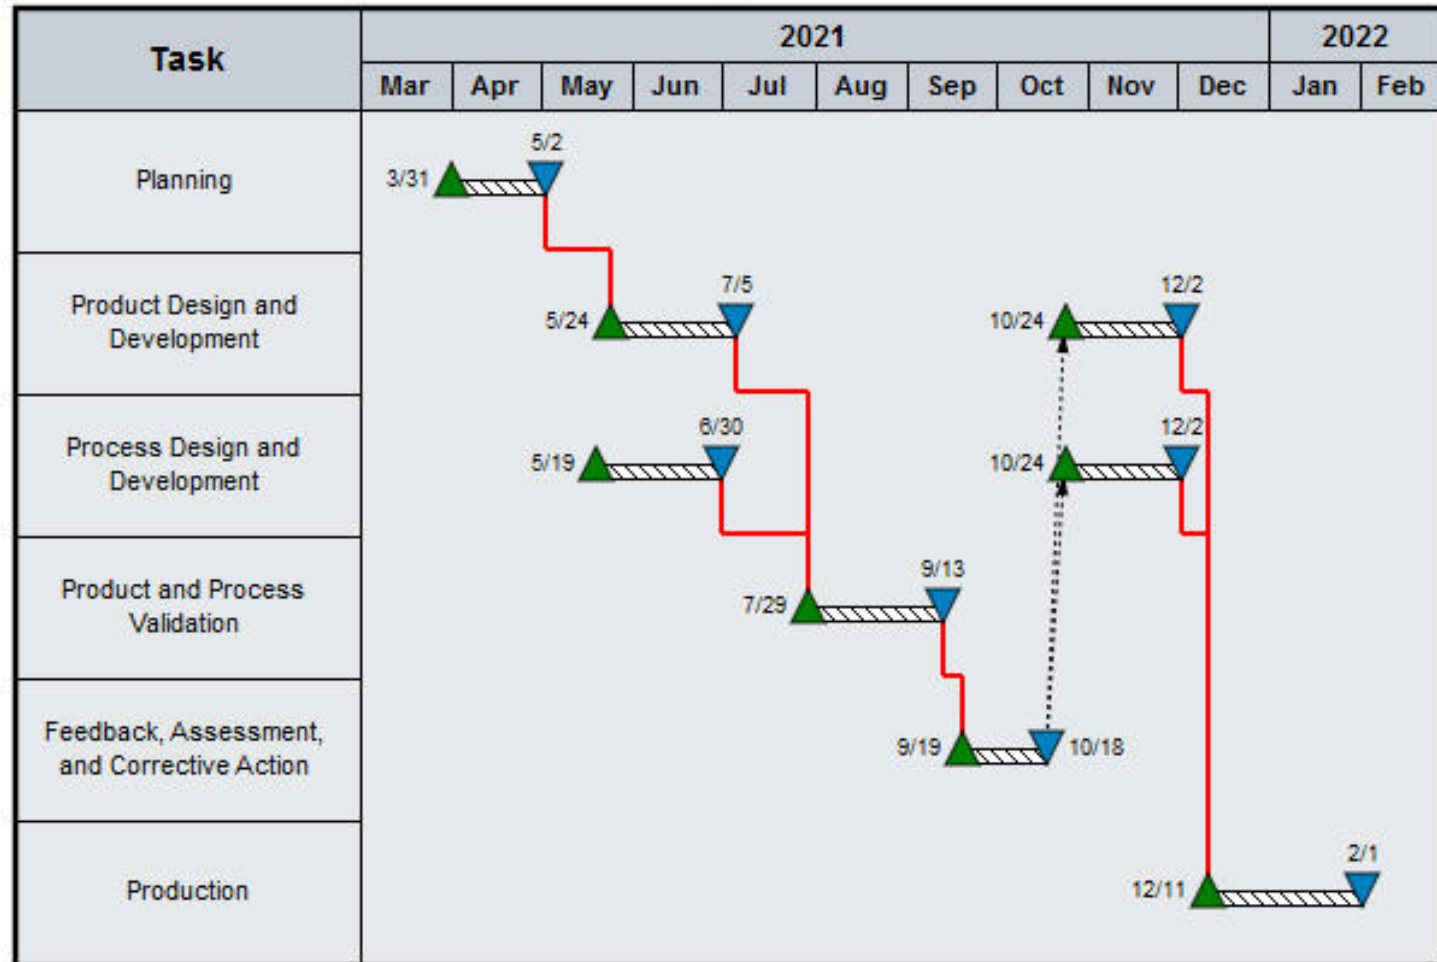 Task
2021
2022
Mar Apr May Jun Jul Aug Sep Oct Nov Dec Jan Feb
Planning
3/31
5/2
Product Design and
Development
5/24
7/5
10/24
12/2
Process Design and
Development
5/19
6/30
10/24
12/2
Product and Process
Validation
7/29
9/13
Feedback, Assessment,
and Corrective Action
9/19
10/18
Production
12/11
2/1